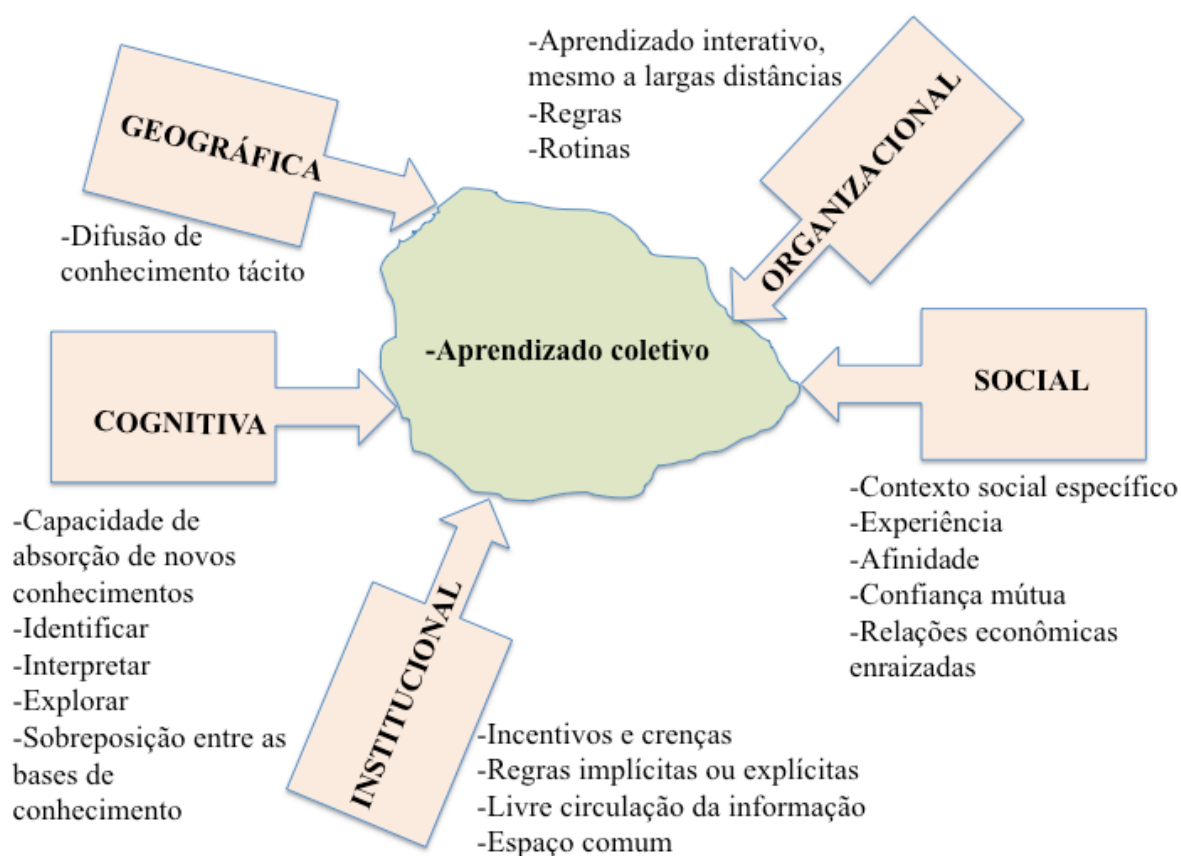 -Aprendizado interativo,
mesmo a largas distâncias
-Regras
-Rotinas
GEOGRÁFICA
ORGANIZACIONAL
-Difusão de
conhecimento tácito
-Aprendizado coletivo
SOCIAL
COGNITIVA
-Contexto social específico
-Experiência
-Afinidade
-Confiança mútua
-Relações econômicas
enraizadas
-Capacidade de
absorção de novos
conhecimentos
-Identificar
-Interpretar
-Explorar
-Sobreposição entre as
bases de
conhecimento
INSTITUCIONAL
-Incentivos e crenças
-Regras implícitas ou explícitas
-Livre circulação da informação
-Espaço comum